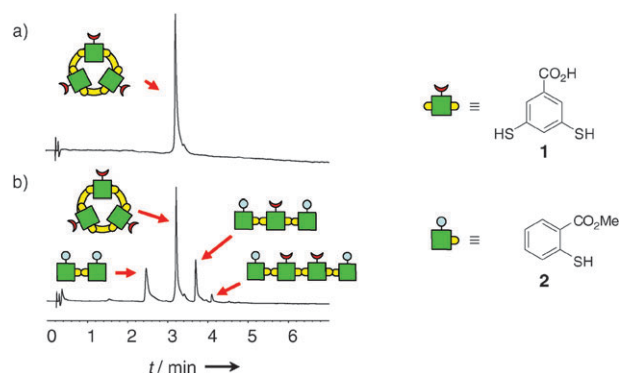 a)
CO₂H
≡
HS
SH
1
b)
CO₂Me
≡
SH
2
0 1 2 3 4 5 6
t / min